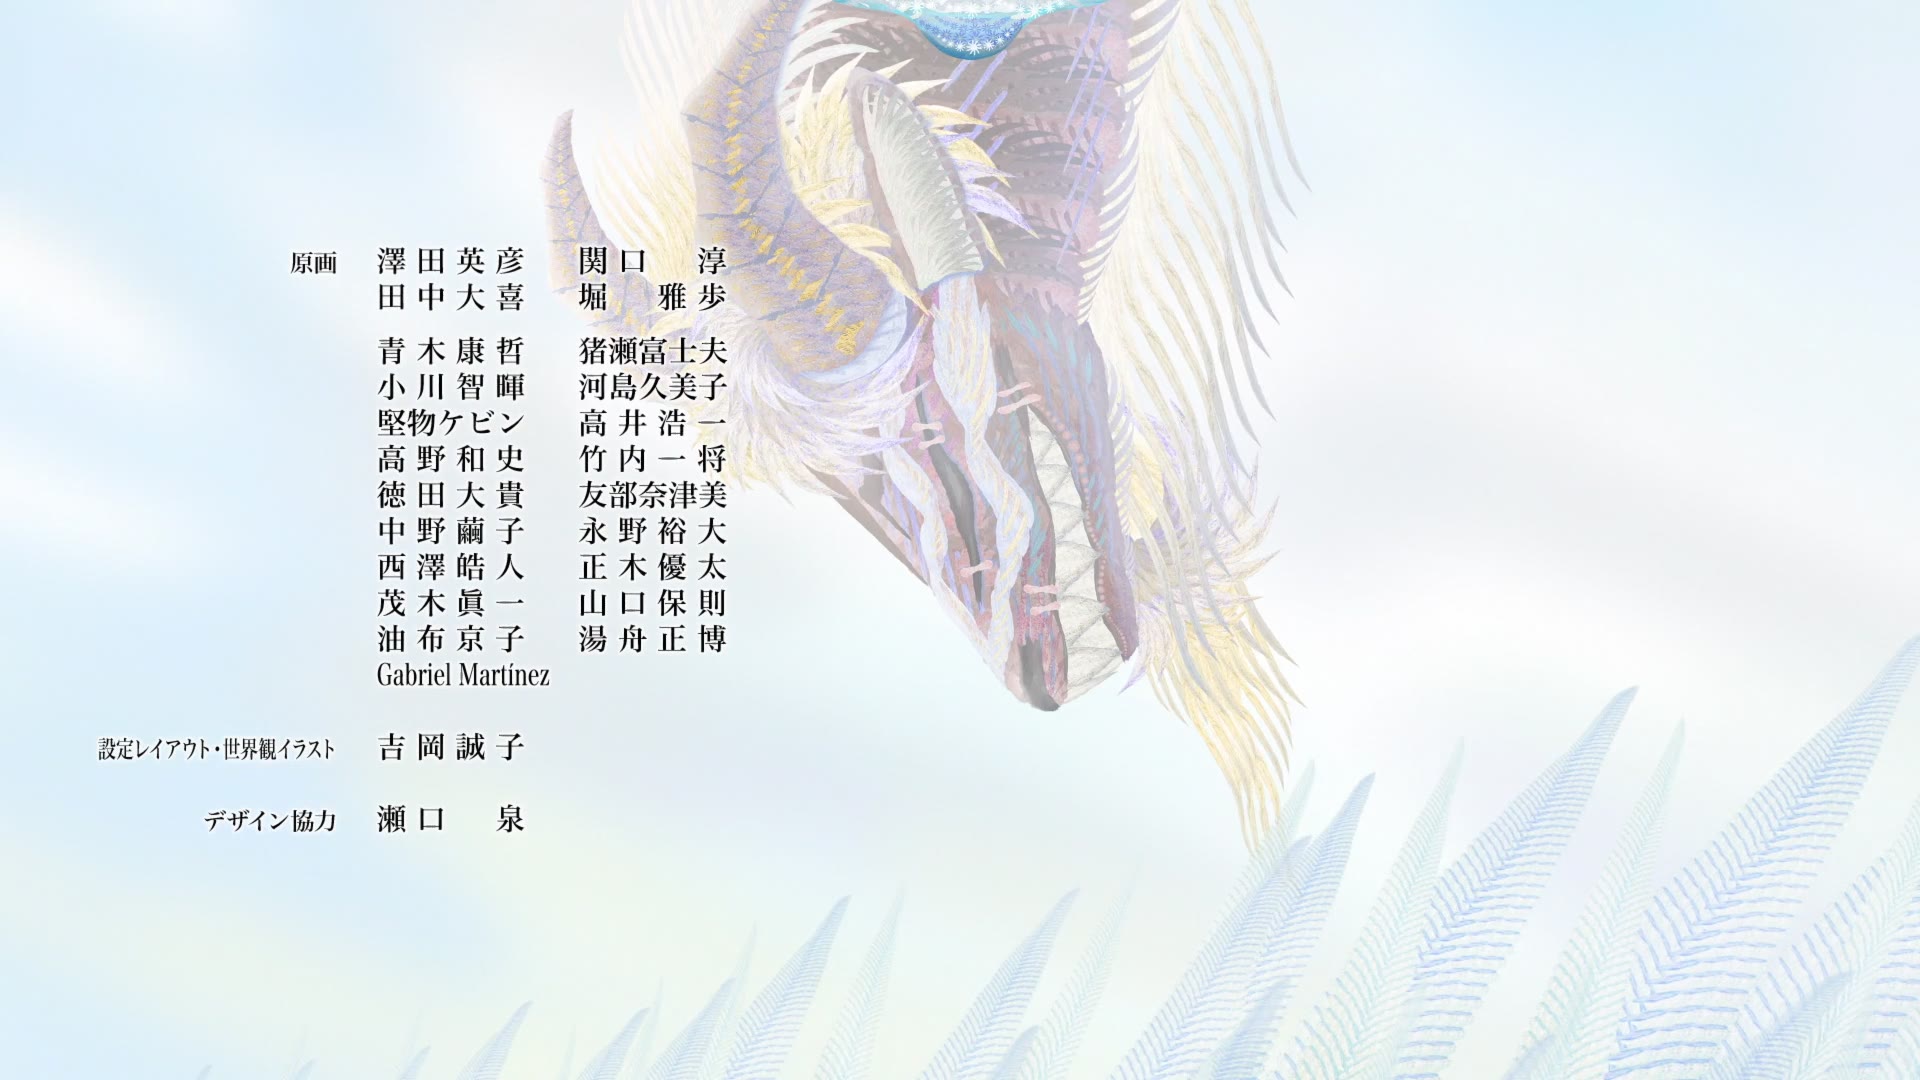 原画 澤田英彦 関口 淳
田中大喜 堀 雅歩
青木康哲 猪瀬富士夫
小川智暉 河島久美子
堅物ケビン 高井浩一
高野和史 竹内一将
徳田大貴 友部奈津美
中野繭子 永野裕大
西澤皓人 正木優太
茂木眞一 山口保則
油布京子 湯舟正博
Gabriel Martínez
設定レイアウト・世界観イラスト 吉岡誠子
デザイン協力 瀬口 泉